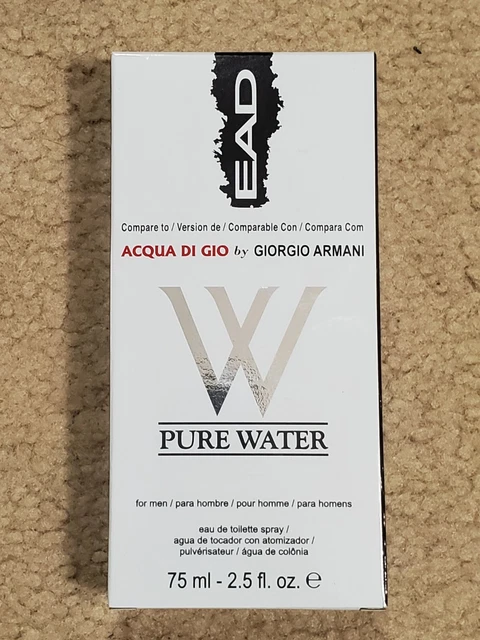 EAD
Compare to / Version de / Comparable Con / Compara Com
ACQUA DI GIO by GIORGIO ARMANI
W
PURE WATER
for men / para hombre / pour homme / para homens
eau de toilette spray /
agua de tocador con atomizador /
pulvérisateur / água de colônia
75 ml - 2.5 fl. oz. ℮